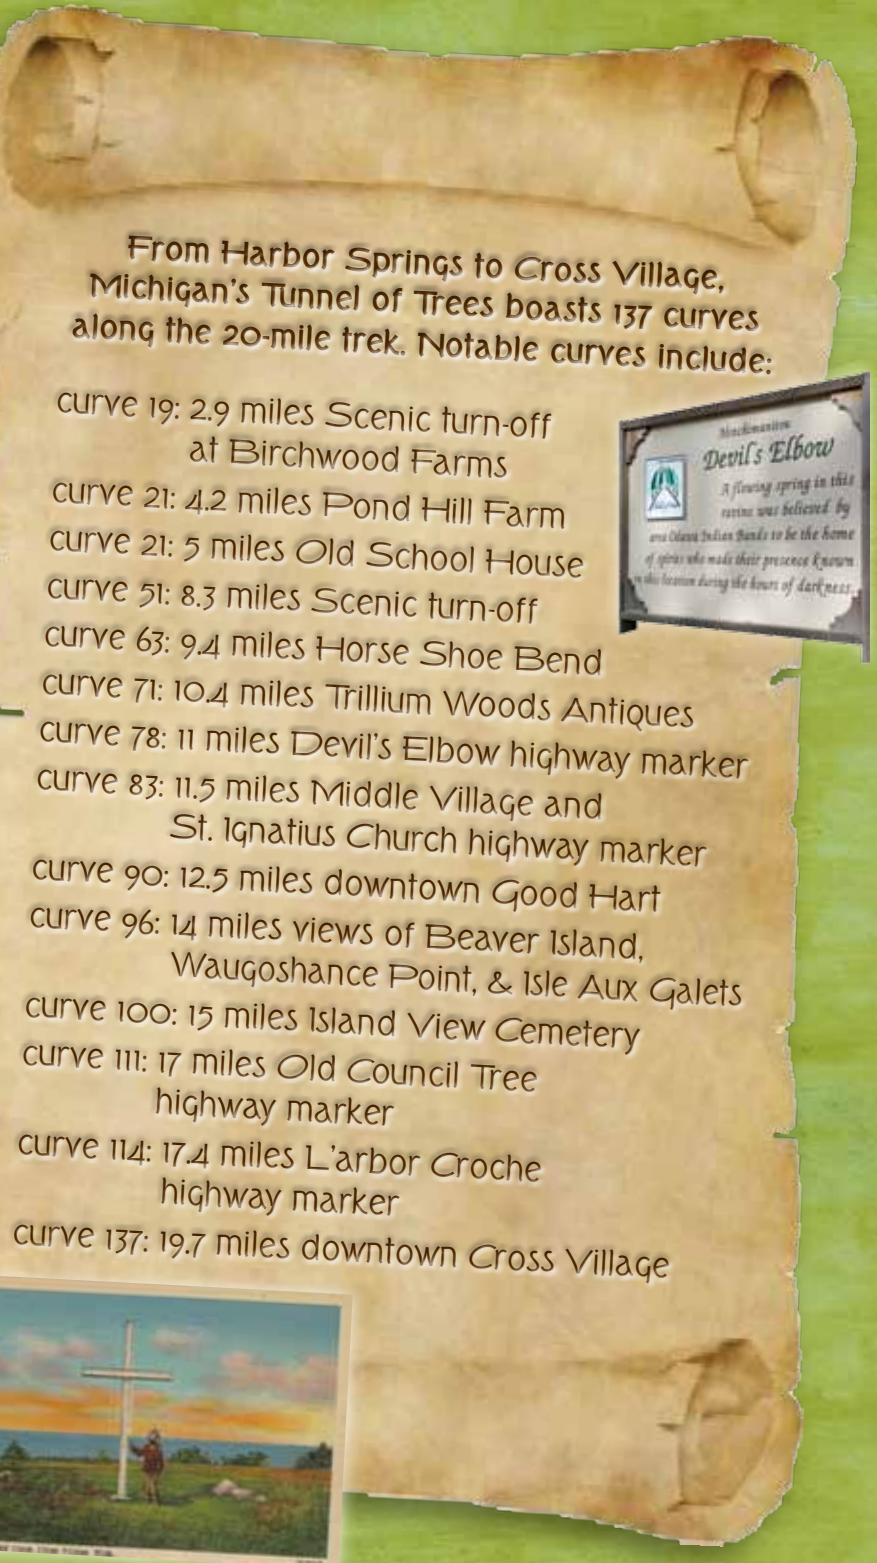 From Harbor Springs to Cross Village,
Michigan's Tunnel of Trees boasts 137 curves
along the 20-mile trek. Notable curves include:
curve 19: 2.9 miles Scenic turn-off
at Birchwood Farms
curve 21: 4.2 miles Pond Hill Farm
curve 21: 5 miles Old School House
curve 51: 8.3 miles Scenic turn-off
curve 63: 9.4 miles Horse Shoe Bend
curve 71: 10.4 miles Trillium Woods Antiques
curve 78: 11 miles Devil's Elbow highway marker
curve 83: 11.5 miles Middle Village and
St. Ignatius Church highway marker
curve 90: 12.5 miles downtown Good Hart
curve 96: 14 miles views of Beaver Island,
Waugoshance Point, & Isle Aux Galets
curve 100: 15 miles Island View Cemetery
curve 111: 17 miles Old Council Tree
highway marker
curve 114: 17.4 miles L'arbor Croche
highway marker
curve 137: 19.7 miles downtown Cross Village
Devil's Elbow
A flowing spring in this
ravine was believed by
area Odawa Indian Bands to be the home
of spirits who made their presence known
in this location during the hours of darkness.